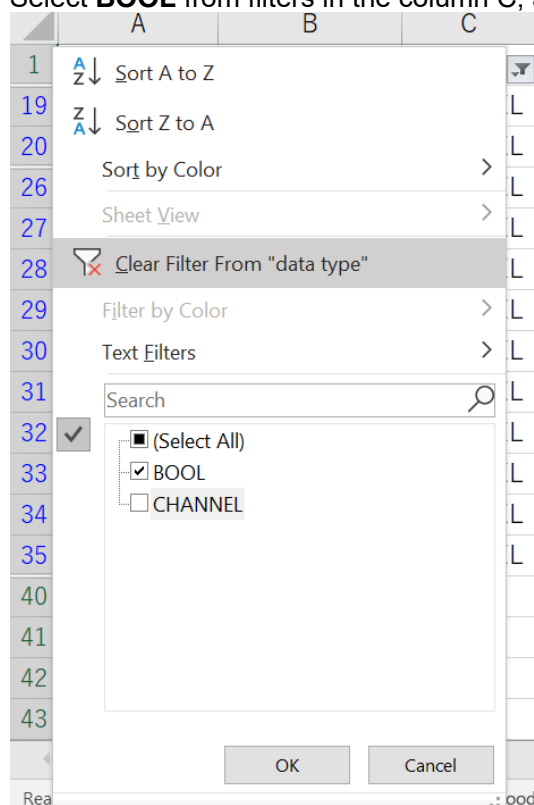 Select BOOL from filters in the column C,
A B C
1
Sort A to Z
19 L
Sort Z to A
20 L
Sort by Color
26 L
Sheet View
27 L
28 Clear Filter From "data type" L
29 Filter by Color L
30 Text Filters L
31 Search L
32 (Select All) L
33 BOOL L
34 CHANNEL L
35 L
40
41
42
43
OK Cancel
Rea ood